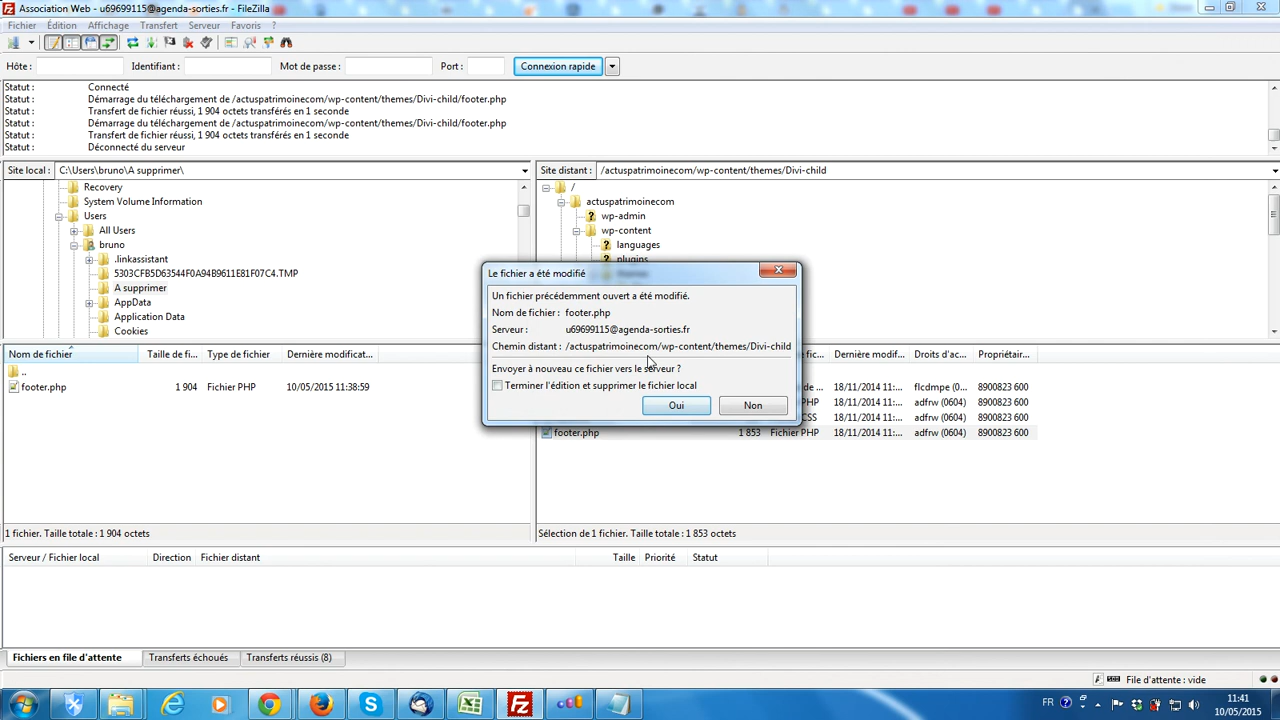 Association Web - u69699115@agenda-sorties.fr - FileZilla
Fichier Édition Affichage Transfert Serveur Favoris ?
Hôte : Identifiant : Mot de passe : Port : Connexion rapide
Statut : Connecté
Statut : Démarrage du téléchargement de /actuspatrimoinecom/wp-content/themes/Divi-child/footer.php
Statut : Transfert de fichier réussi, 1 904 octets transférés en 1 seconde
Statut : Démarrage du téléchargement de /actuspatrimoinecom/wp-content/themes/Divi-child/footer.php
Statut : Transfert de fichier réussi, 1 904 octets transférés en 1 seconde
Statut : Déconnecté du serveur
Site local : C:\Users\bruno\A supprimer\
Recovery
System Volume Information
Users
All Users
bruno
.linkassistant
5303CFB5D63544F0A94B9611E81F07C4.TMP
A supprimer
AppData
Application Data
Cookies
Site distant : /actuspatrimoinecom/wp-content/themes/Divi-child
/
actuspatrimoinecom
wp-admin
wp-content
languages
plugins
Le fichier a été modifié
Un fichier précédemment ouvert a été modifié.
Nom de fichier : footer.php
Serveur : u69699115@agenda-sorties.fr
Chemin distant : /actuspatrimoinecom/wp-content/themes/Divi-child
Envoyer à nouveau ce fichier vers le serveur ?
Terminer l'édition et supprimer le fichier local
Oui Non
Nom de fichier Taille de fi... Type de fichier Dernière modificat...
..
footer.php 1 904 Fichier PHP 10/05/2015 11:38:59
1 fichier. Taille totale : 1 904 octets
fic... Dernière modif... Droits d'ac... Propriétair...
de ... 18/11/2014 11:... flcdmpe (0... 8900823 600
PHP 18/11/2014 11:... adfrw (0604) 8900823 600
CSS 18/11/2014 11:... adfrw (0604) 8900823 600
footer.php 1 853 Fichier PHP 18/11/2014 11:... adfrw (0604) 8900823 600
Sélection de 1 fichier. Taille totale : 1 853 octets
Serveur / Fichier local Direction Fichier distant Taille Priorité Statut
Fichiers en file d'attente Transferts échoués Transferts réussis (8)
File d'attente : vide
FR 11:41
10/05/2015